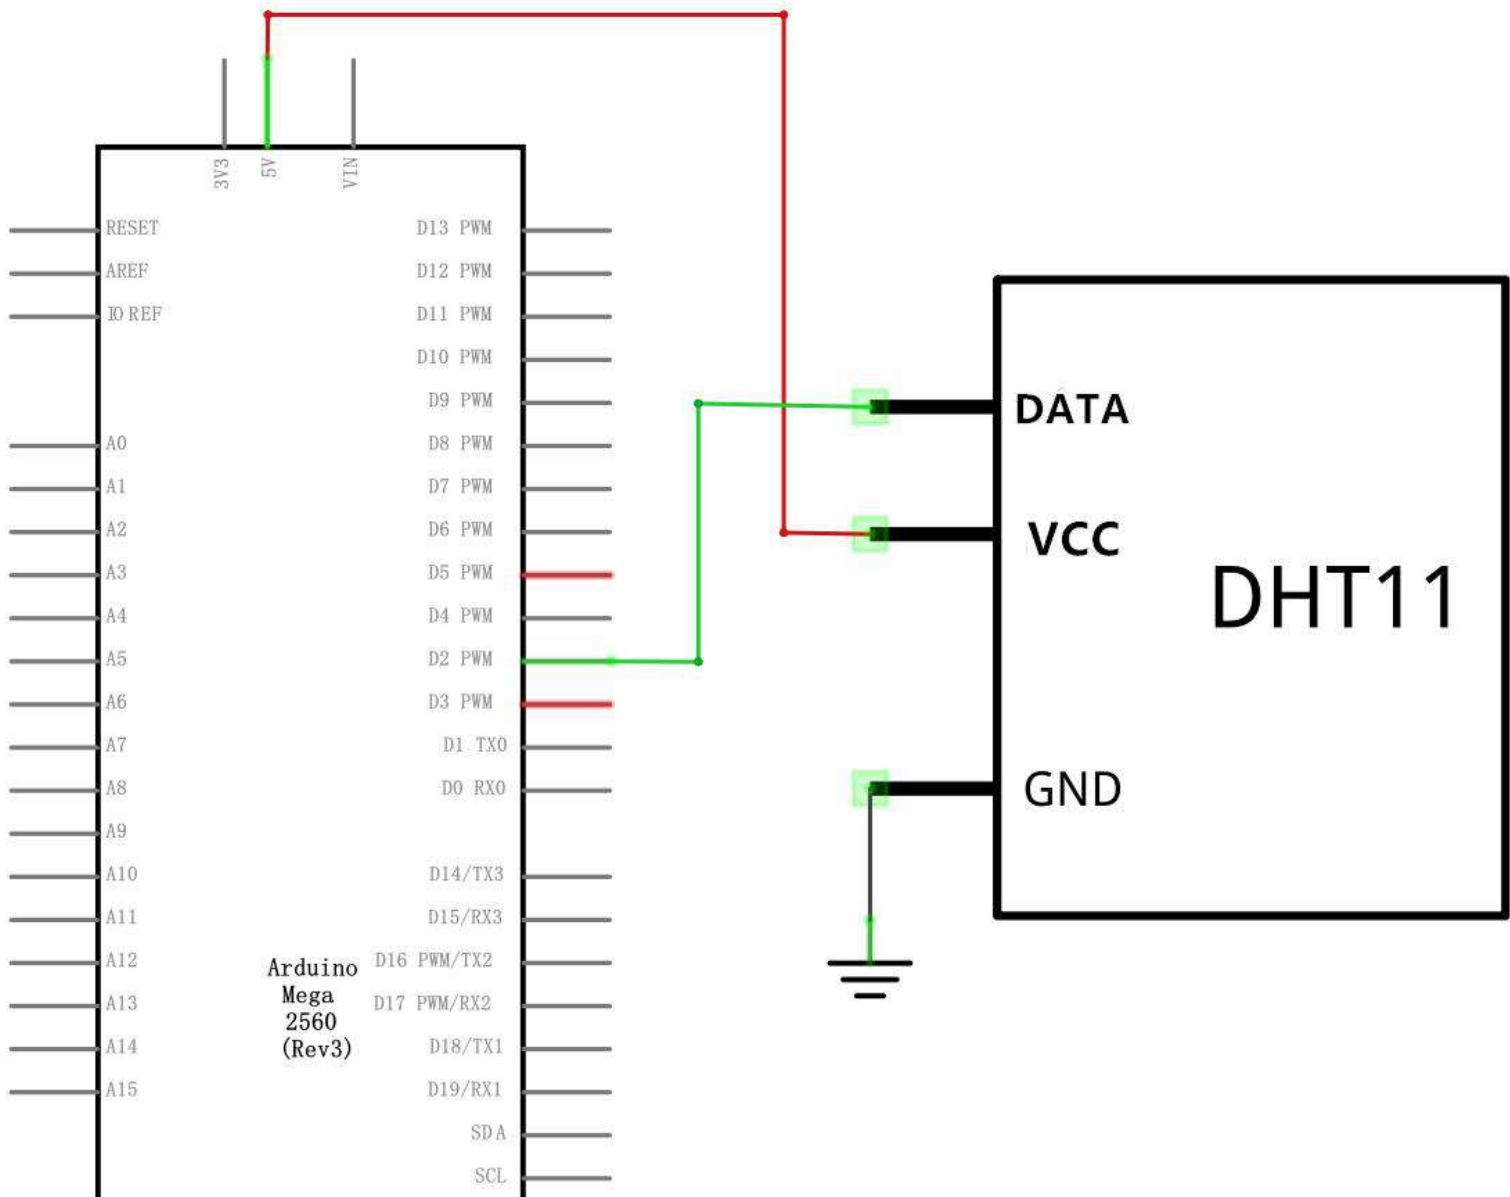 3V3
5V
VIN
RESET
AREF
IO REF
A0
A1
A2
A3
A4
A5
A6
A7
A8
A9
A10
A11
A12
A13
A14
A15
D13 PWM
D12 PWM
D11 PWM
D10 PWM
D9 PWM
D8 PWM
D7 PWM
D6 PWM
D5 PWM
D4 PWM
D2 PWM
D3 PWM
D1 TX0
D0 RX0
D14/TX3
D15/RX3
D16 PWM/TX2
D17 PWM/RX2
D18/TX1
D19/RX1
SDA
SCL
Arduino
Mega
2560
(Rev3)
DATA
VCC
DHT11
GND